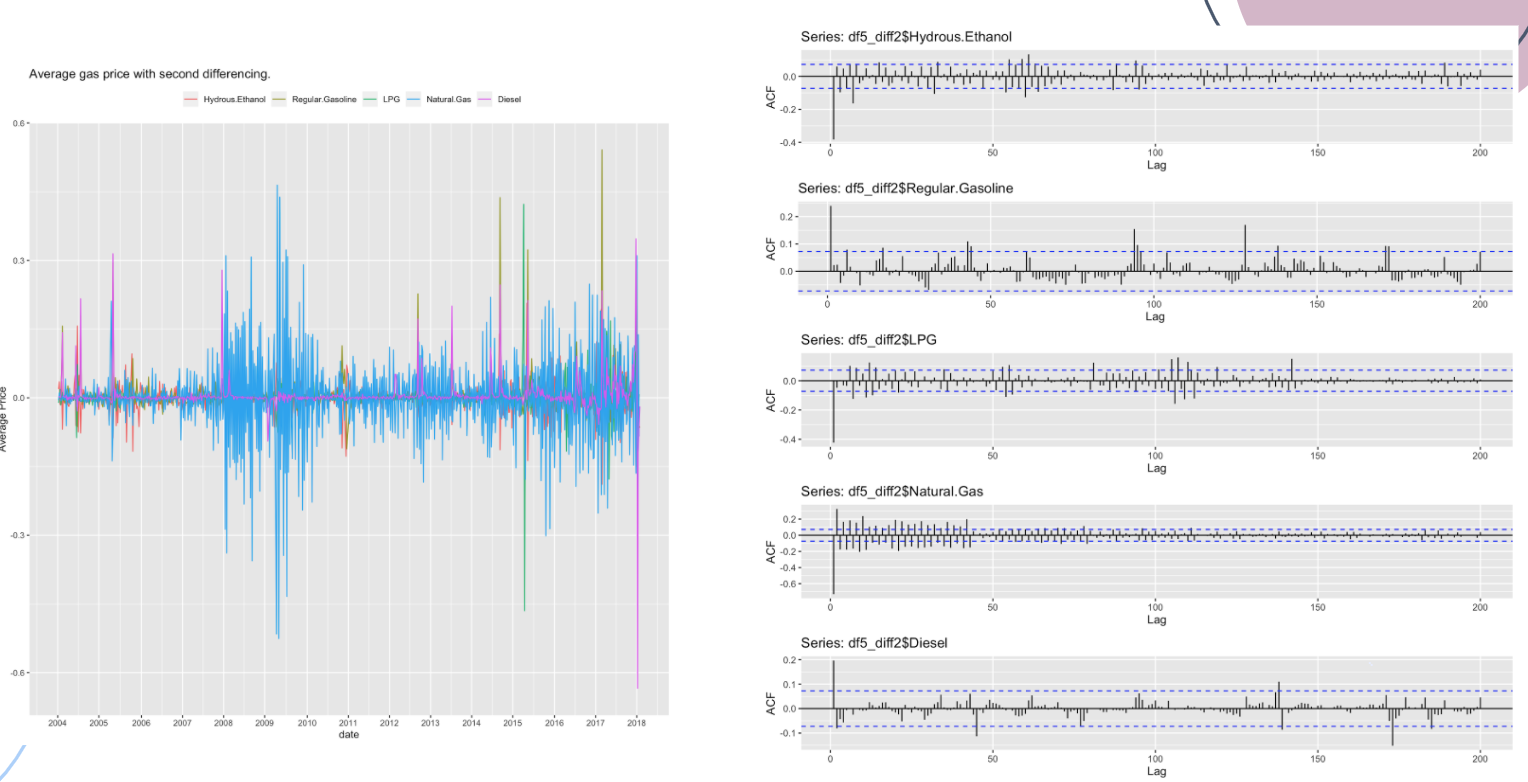 Average gas price with second differencing.
Hydrous.Ethanol Regular.Gasoline LPG Natural.Gas Diesel
Average Price
0.6
0.3
0.0
-0.3
-0.6
2004 2005 2006 2007 2008 2009 2010 2011 2012 2013 2014 2015 2016 2017 2018
date
Series: df5_diff2$Hydrous.Ethanol
ACF
0.0
-0.2
-0.4
0 50 100 150 200
Lag
Series: df5_diff2$Regular.Gasoline
ACF
0.2
0.1
0.0
0 50 100 150 200
Lag
Series: df5_diff2$LPG
ACF
0.0
-0.2
-0.4
0 50 100 150 200
Lag
Series: df5_diff2$Natural.Gas
ACF
0.2
0.0
-0.2
-0.4
-0.6
0 50 100 150 200
Lag
Series: df5_diff2$Diesel
ACF
0.2
0.1
0.0
-0.1
0 50 100 150 200
Lag